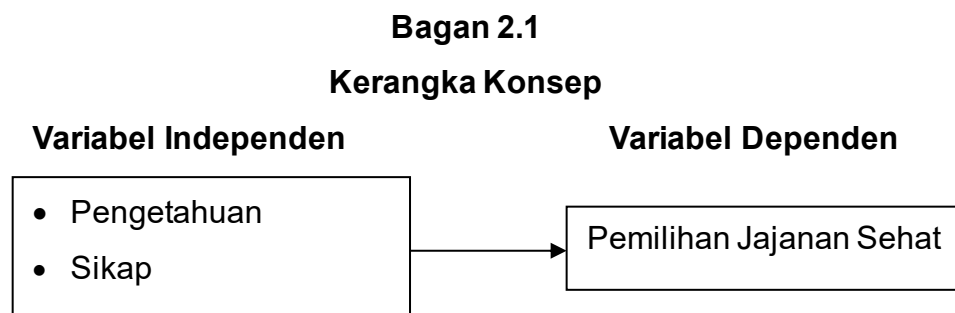 Bagan 2.1
Kerangka Konsep
Variabel Independen
Variabel Dependen
• Pengetahuan
• Sikap
Pemilihan Jajanan Sehat